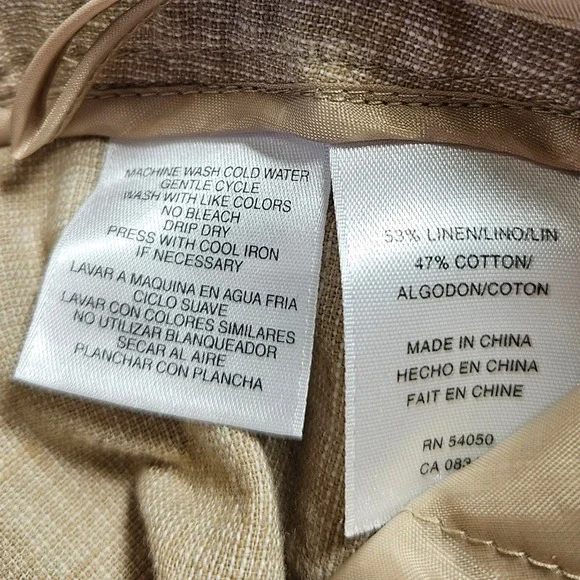 MACHINE WASH COLD WATER
GENTLE CYCLE
WASH WITH LIKE COLORS
NO BLEACH
DRIP DRY
PRESS WITH COOL IRON
IF NECESSARY
LAVAR A MAQUINA EN AGUA FRIA
CICLO SUAVE
LAVAR CON COLORES SIMILARES
NO UTILIZAR BLANQUEADOR
SECAR AL AIRE
PLANCHAR CON PLANCHA
53% LINEN/LINO/LIN
47% COTTON/
ALGODON/COTON
MADE IN CHINA
HECHO EN CHINA
FAIT EN CHINE
RN 54050
CA 083